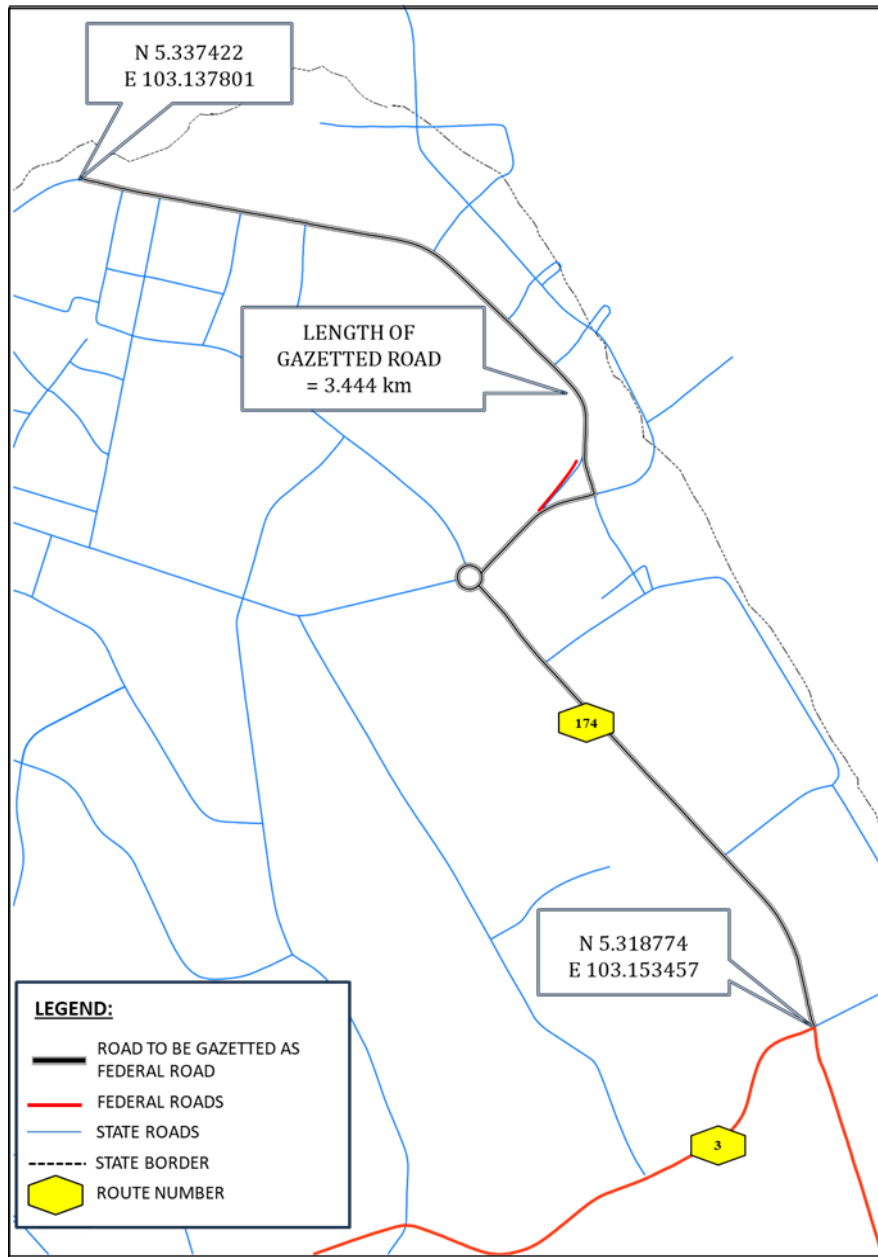 N 5.337422
E 103.137801
LENGTH OF
GAZETTED ROAD
= 3.444 km
174
N 5.318774
E 103.153457
3
LEGEND:
ROAD TO BE GAZETTED AS
FEDERAL ROAD
FEDERAL ROADS
STATE ROADS
STATE BORDER
ROUTE NUMBER